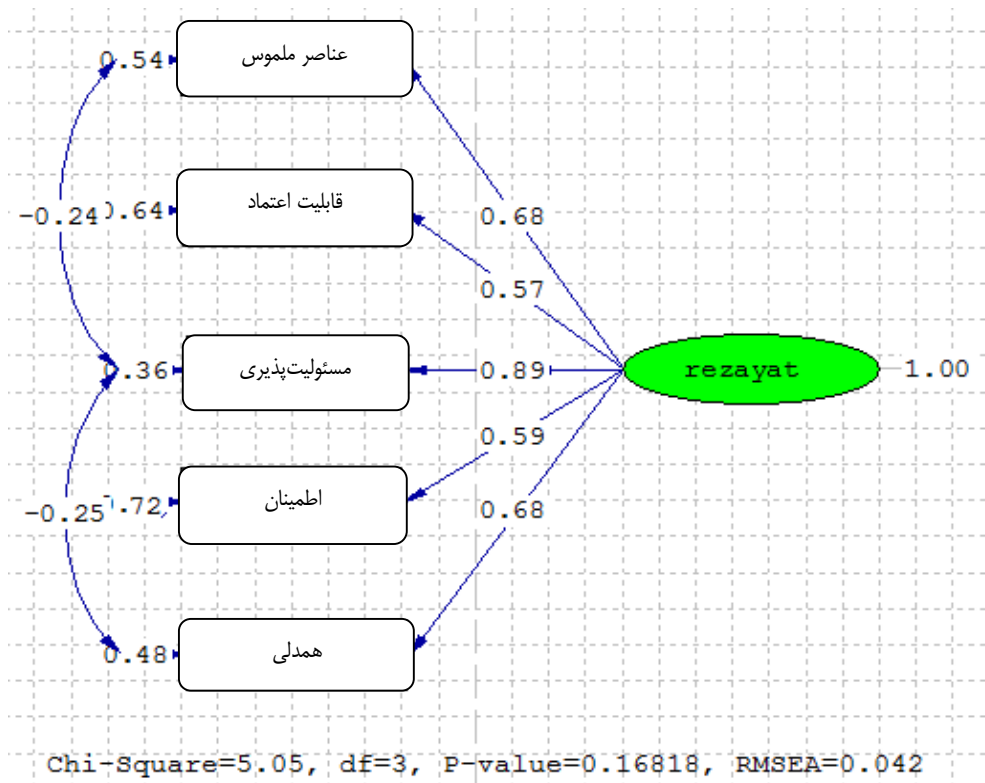 عناصر ملموس
0.54
0.68
قابلیت اعتماد
0.64
-0.24
0.57
مسئولیت‌پذیری
0.36
0.89
rezayat
1.00
0.59
اطمینان
0.72
-0.25
0.68
همدلی
0.48
Chi-Square=5.05, df=3, P-value=0.16818, RMSEA=0.042